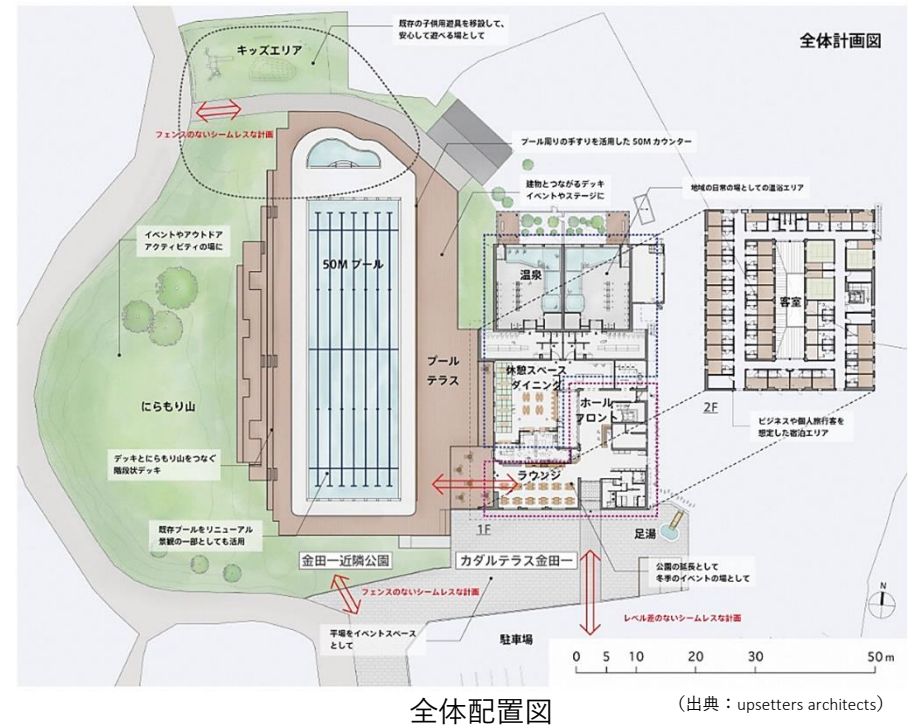 既存の子供用遊具を移設して、
安心して遊べる場として
キッズエリア
全体計画図
フェンスのないシームレスな計画
プール周りの手すりを活用した 50M カウンター
建物とつながるデッキ
イベントやステージに
地域の日常の場としての温浴エリア
イベントやアウトドア
アクティビティの場に
50M プール
温泉
客室
プール
テラス
休憩スペース
ダイニング
ホール
フロント
にらもり山
2F
ビジネスや個人旅行客を
想定した宿泊エリア
デッキとにらもり山をつなぐ
階段状デッキ
ラウンジ
既存プールをリニューアル
景観の一部としても活用
1F
足湯
金田一近隣公園
カダルテラス金田一
公園の延長として
冬季のイベントの場として
フェンスのないシームレスな計画
レベル差のないシームレスな計画
平場をイベントスペース
として
駐車場
N
0 5 10 20 30 50 m
全体配置図
（出典：upsetters architects）